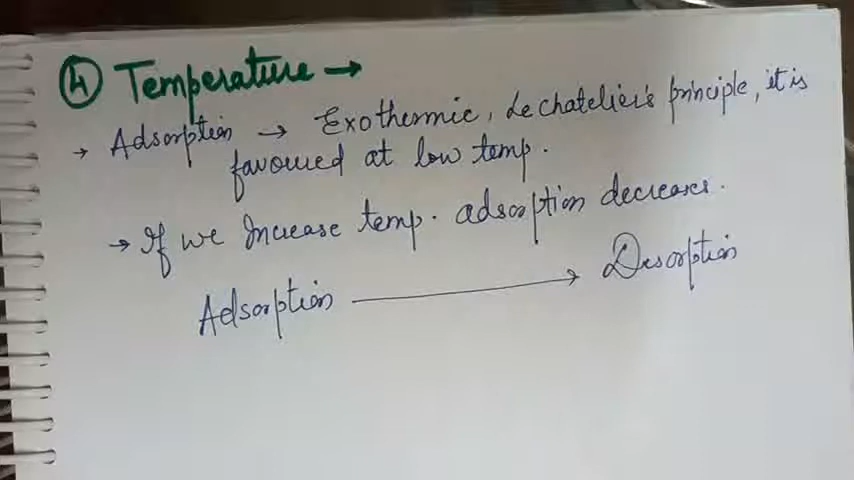 ④ Temperature →
→ Adsorption → Exothermic, Le chatelier's principle, it is
favoured at low temp.
→ If we Increase temp. adsorption decreases.
Adsorption → Desorption